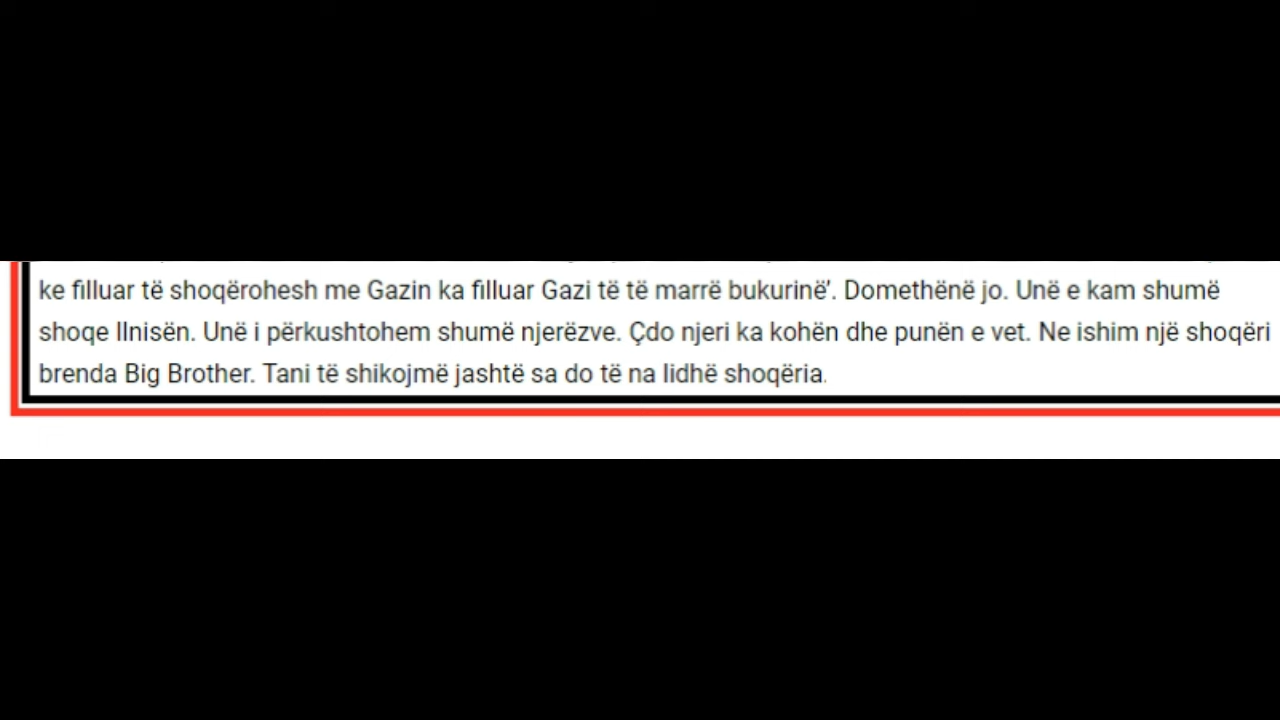 ke filluar të shoqërohesh me Gazin ka filluar Gazi të të marrë bukurinë’. Domethënë jo. Unë e kam shumë
shoqe Ilnisën. Unë i përkushtohem shumë njerëzve. Çdo njeri ka kohën dhe punën e vet. Ne ishim një shoqëri
brenda Big Brother. Tani të shikojmë jashtë sa do të na lidhë shoqëria.